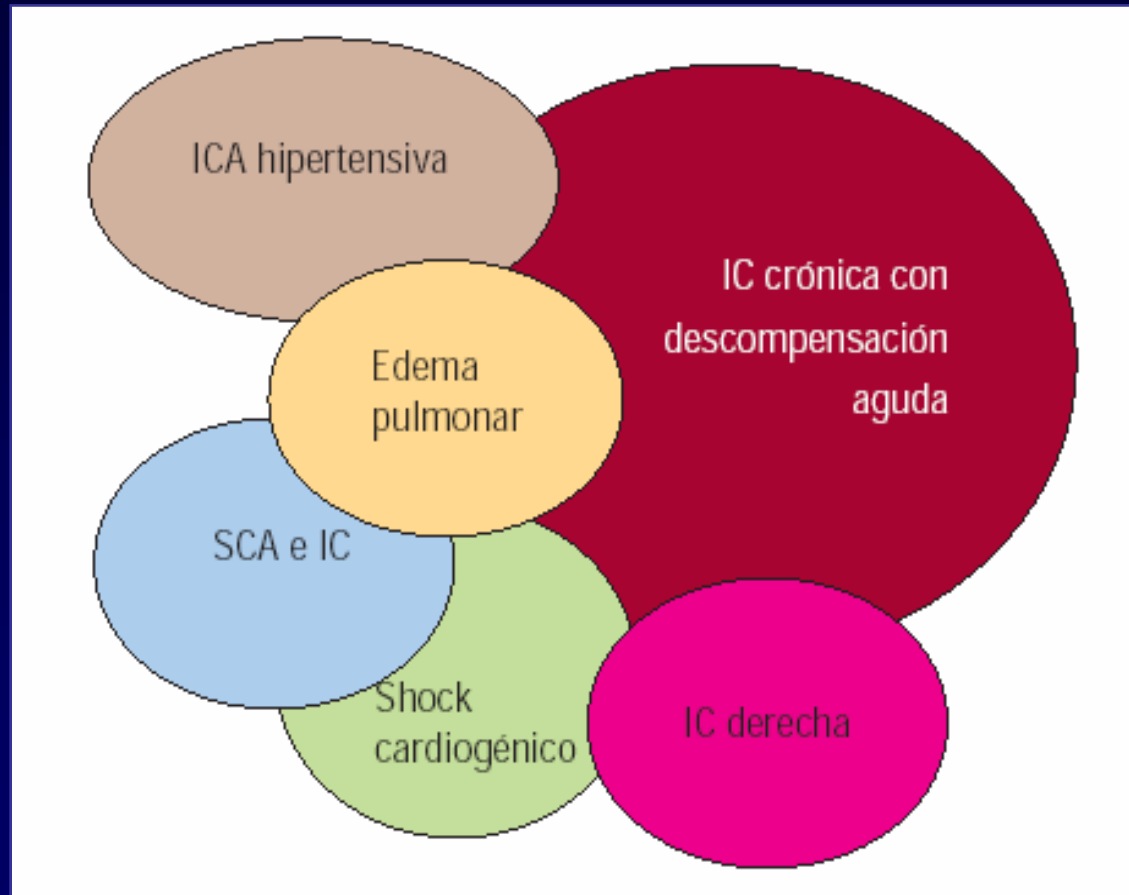 ICA hipertensiva
IC crónica con
descompensación
aguda
Edema
pulmonar
SCA e IC
Shock
cardiogénico
IC derecha